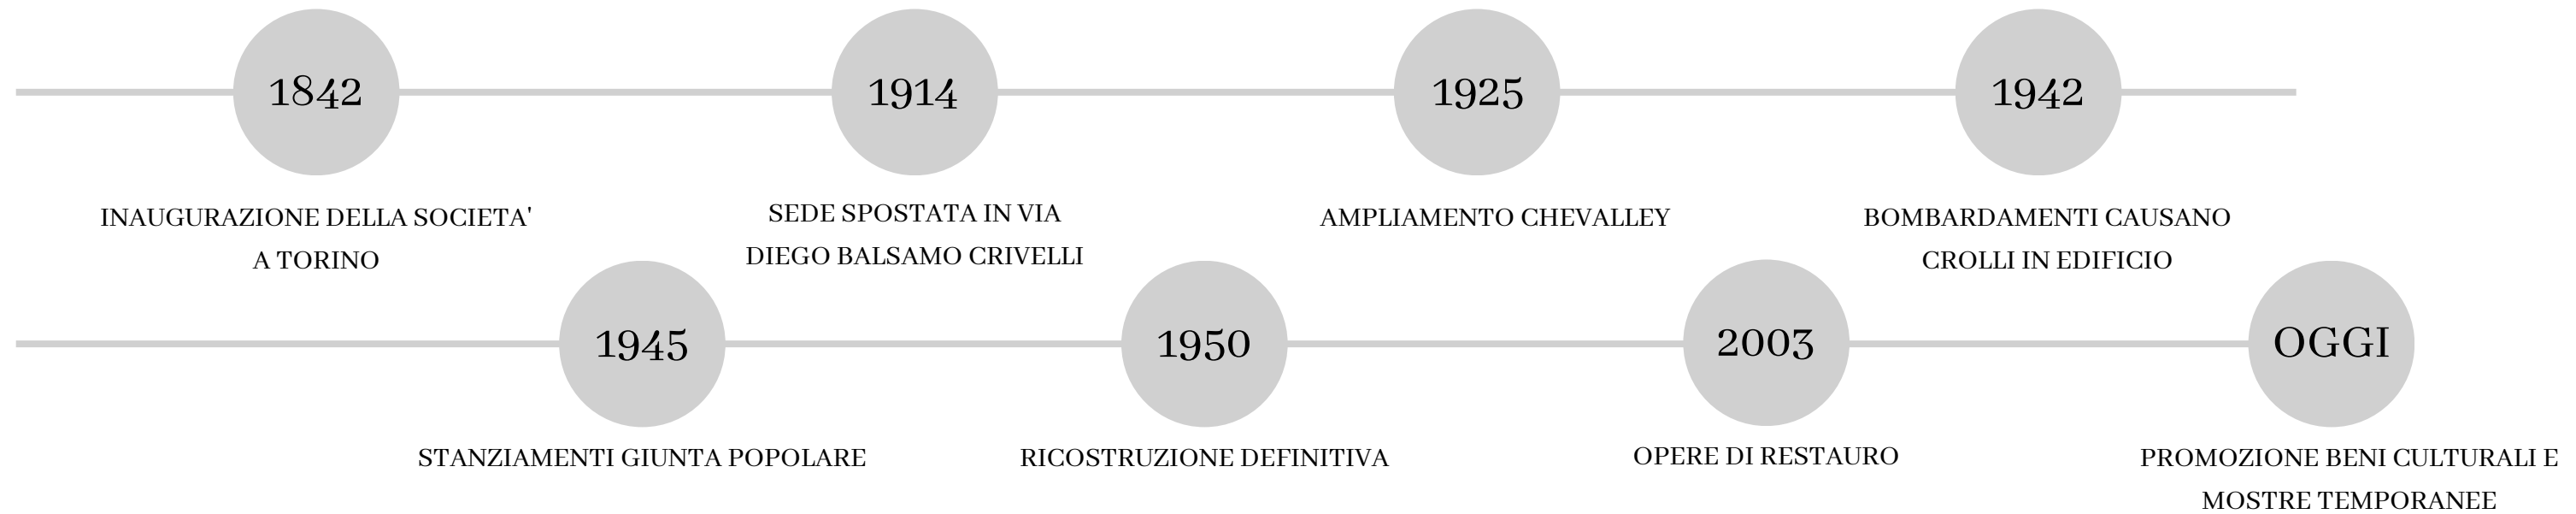 1842
INAUGURAZIONE DELLA SOCIETA'
A TORINO
1914
SEDE SPOSTATA IN VIA
DIEGO BALSAMO CRIVELLI
1925
AMPLIAMENTO CHEVALLEY
1942
BOMBARDAMENTI CAUSANO
CROLLI IN EDIFICIO
1945
STANZIAMENTI GIUNTA POPOLARE
1950
RICOSTRUZIONE DEFINITIVA
2003
OPERE DI RESTAURO
OGGI
PROMOZIONE BENI CULTURALI E
MOSTRE TEMPORANEE